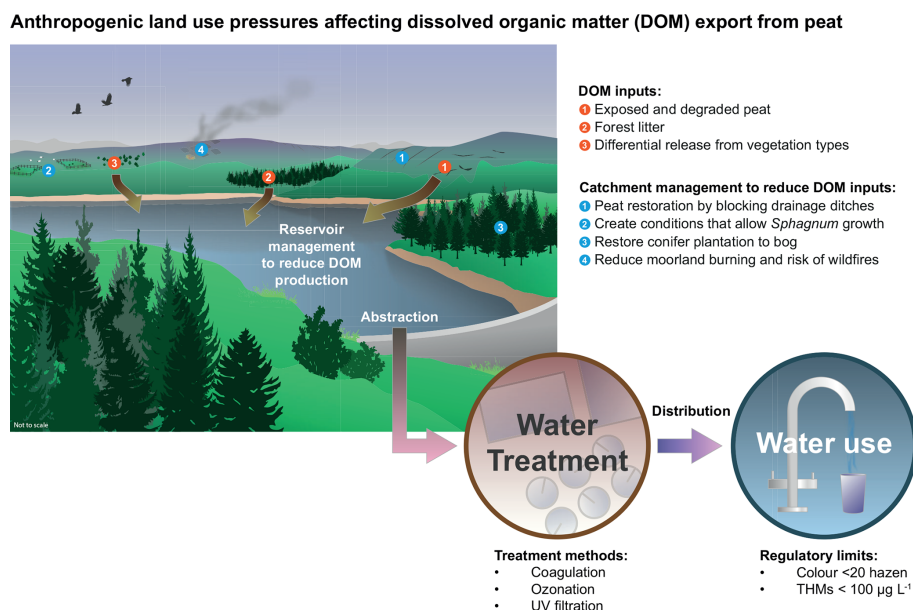 Anthropogenic land use pressures affecting dissolved organic matter (DOM) export from peat
DOM inputs:
1 Exposed and degraded peat
2 Forest litter
3 Differential release from vegetation types
Catchment management to reduce DOM inputs:
1 Peat restoration by blocking drainage ditches
2 Create conditions that allow Sphagnum growth
3 Restore conifer plantation to bog
4 Reduce moorland burning and risk of wildfires
4
2
3
1
1
2
3
Reservoir
management
to reduce DOM
production
Abstraction
Not to scale
Water
Treatment
Distribution
Water use
Treatment methods:
• Coagulation
• Ozonation
• UV filtration
Regulatory limits:
• Colour <20 hazen
• THMs < 100 µg L⁻¹